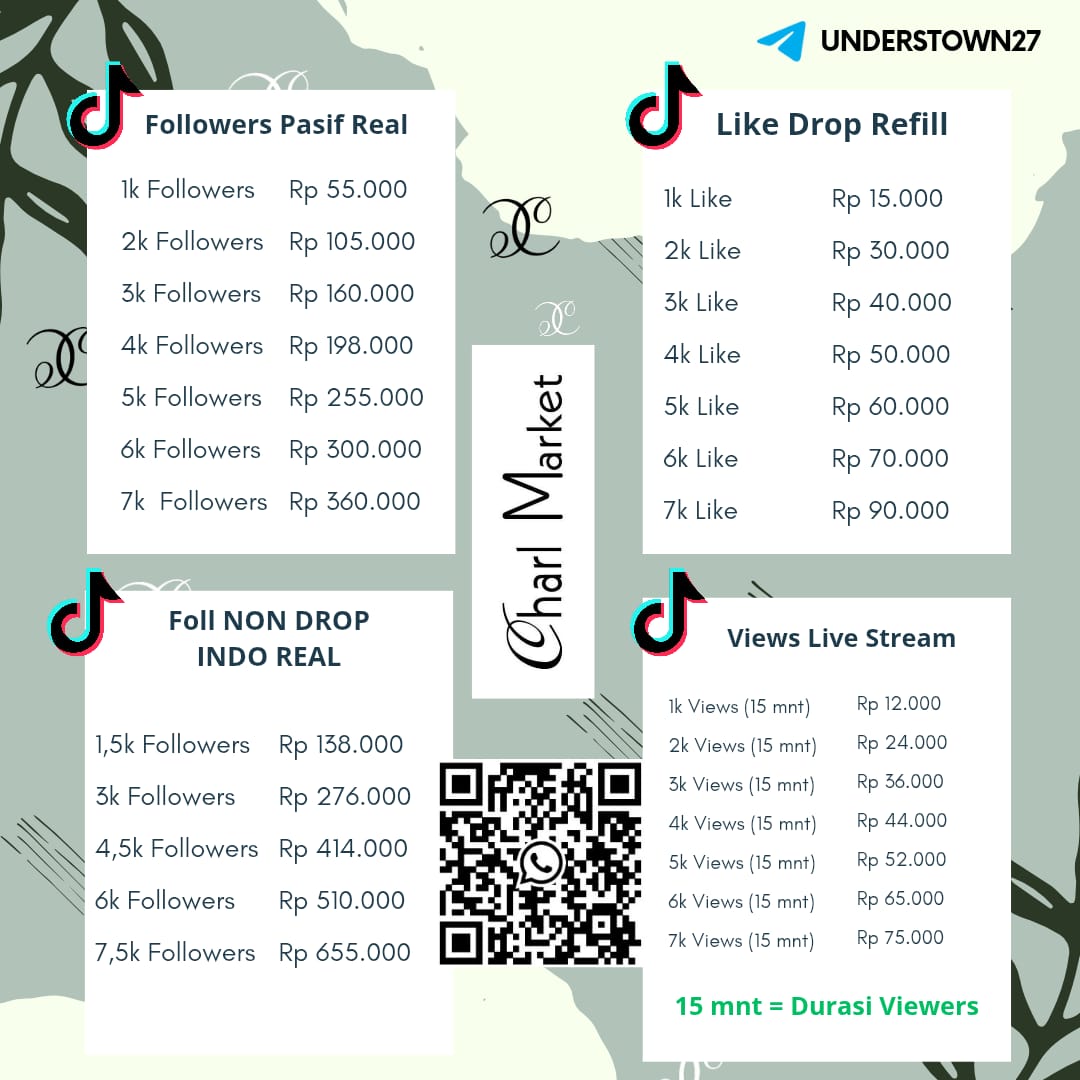 UNDERSTOWN27
Followers Pasif Real
1k Followers Rp 55.000
2k Followers Rp 105.000
3k Followers Rp 160.000
4k Followers Rp 198.000
5k Followers Rp 255.000
6k Followers Rp 300.000
7k Followers Rp 360.000
Like Drop Refill
1k Like Rp 15.000
2k Like Rp 30.000
3k Like Rp 40.000
4k Like Rp 50.000
5k Like Rp 60.000
6k Like Rp 70.000
7k Like Rp 90.000
Charl Market
Foll NON DROP
INDO REAL
1,5k Followers Rp 138.000
3k Followers Rp 276.000
4,5k Followers Rp 414.000
6k Followers Rp 510.000
7,5k Followers Rp 655.000
Views Live Stream
1k Views (15 mnt) Rp 12.000
2k Views (15 mnt) Rp 24.000
3k Views (15 mnt) Rp 36.000
4k Views (15 mnt) Rp 44.000
5k Views (15 mnt) Rp 52.000
6k Views (15 mnt) Rp 65.000
7k Views (15 mnt) Rp 75.000
15 mnt = Durasi Viewers